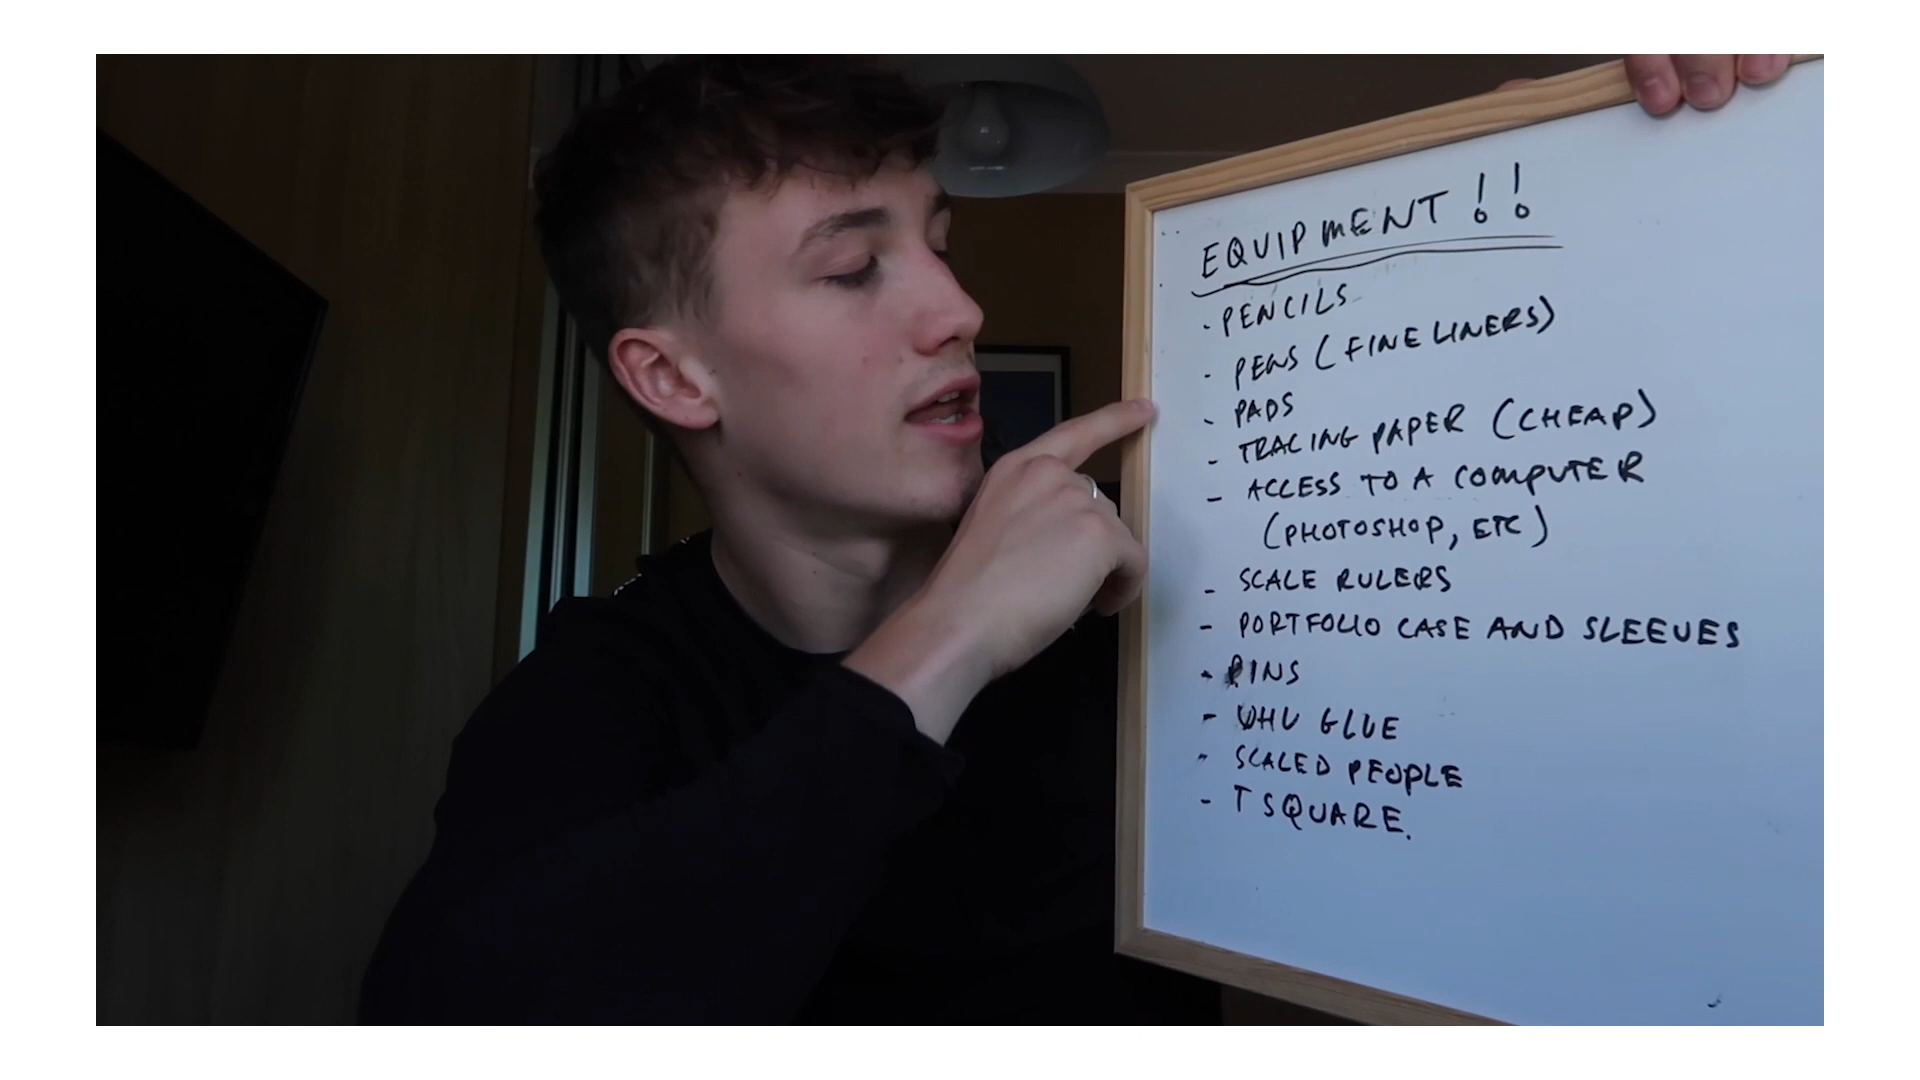 EQUIPMENT!!
- PENCILS
- PENS (FINE LINERS)
- PADS
- TRACING PAPER (CHEAP)
- ACCESS TO A COMPUTER
(PHOTOSHOP, ETC)
- SCALE RULERS
- PORTFOLIO CASE AND SLEEVES
- PINS
- UHU GLUE
- SCALED PEOPLE
- T SQUARE.